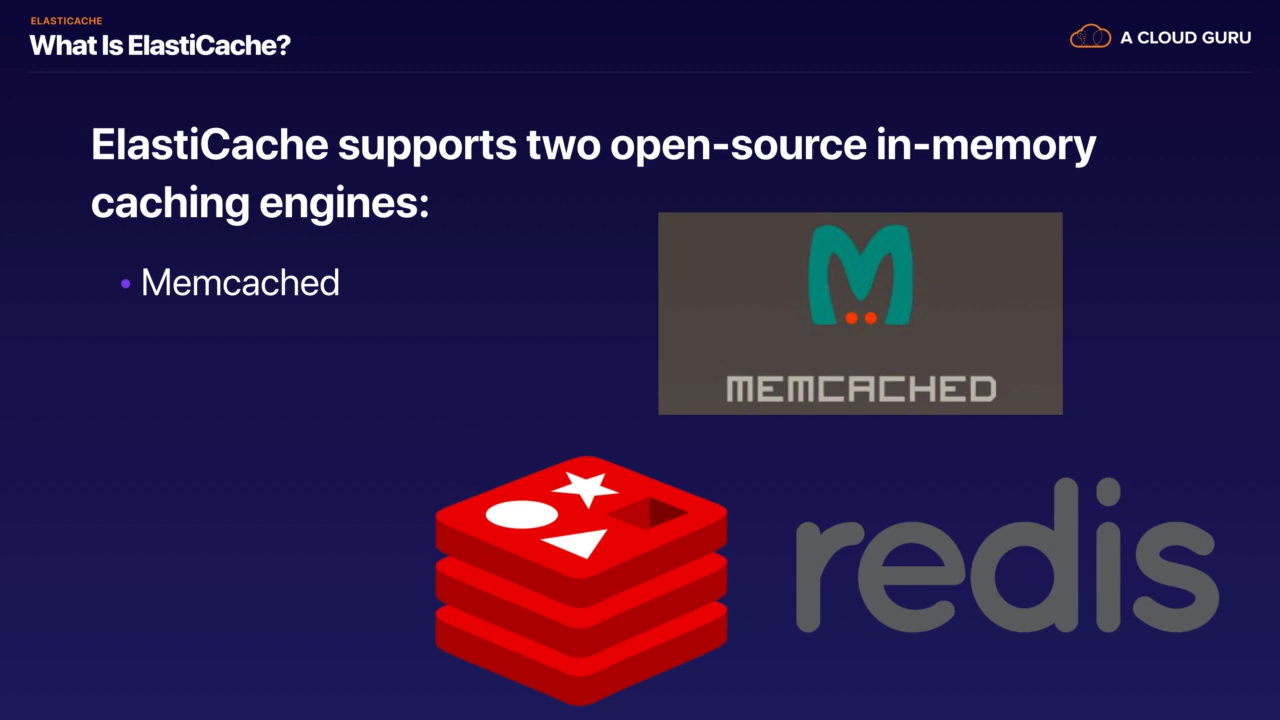 ELASTICACHE
What Is ElastiCache?
A CLOUD GURU
ElastiCache supports two open-source in-memory
caching engines:
• Memcached
MEMCACHED
redis